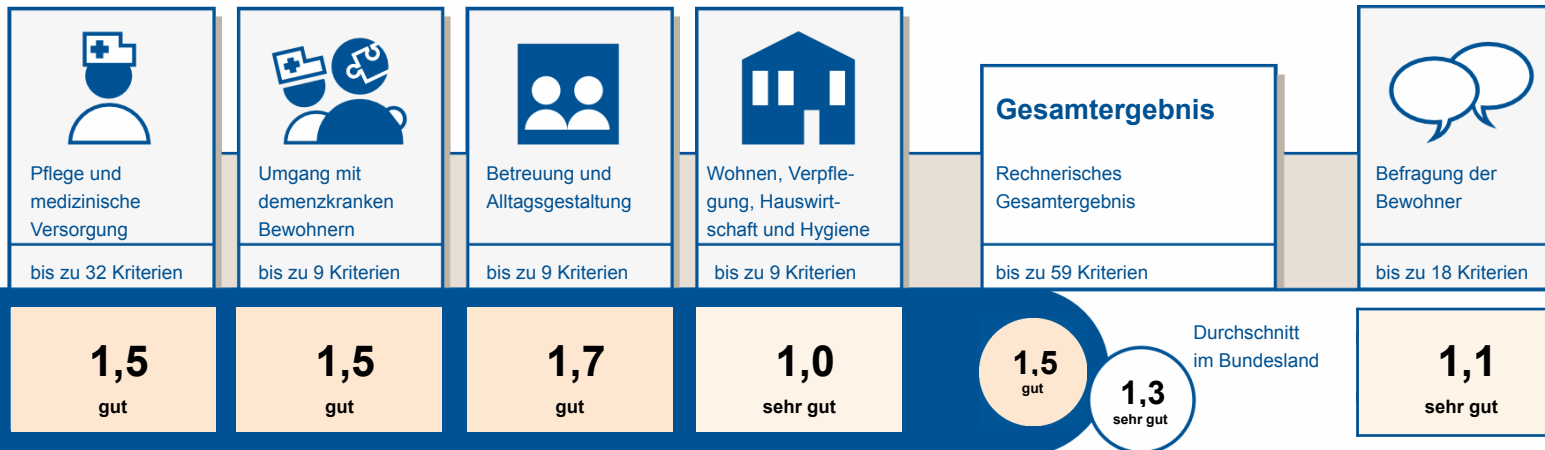 Pflege und
medizinische
Versorgung
bis zu 32 Kriterien
1,5
gut
Umgang mit
demenzkranken
Bewohnern
bis zu 9 Kriterien
1,5
gut
Betreuung und
Alltagsgestaltung
bis zu 9 Kriterien
1,7
gut
Wohnen, Verpfle-
gung, Hauswirt-
schaft und Hygiene
bis zu 9 Kriterien
1,0
sehr gut
Gesamtergebnis
Rechnerisches
Gesamtergebnis
bis zu 59 Kriterien
1,5
gut
1,3
sehr gut
Durchschnitt
im Bundesland
Befragung der
Bewohner
bis zu 18 Kriterien
1,1
sehr gut